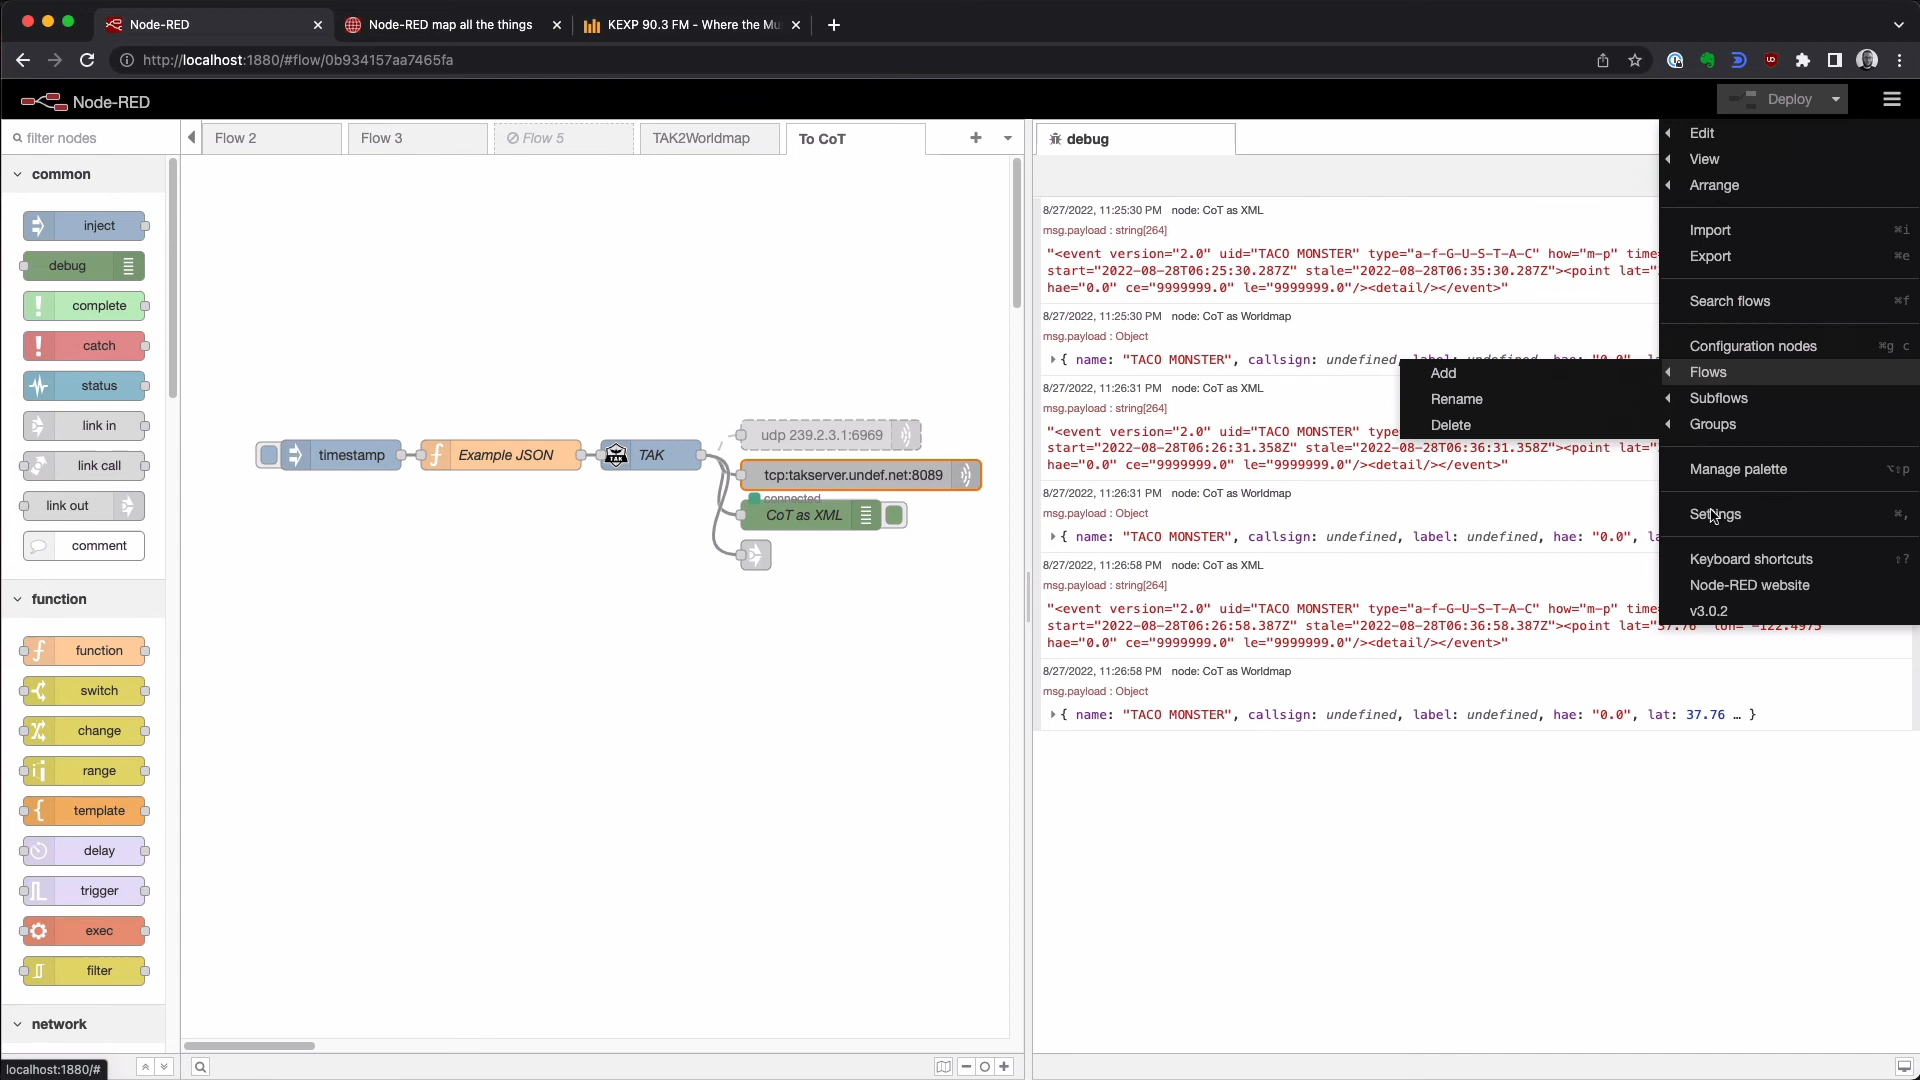 Node-RED
Node-RED map all the things
KEXP 90.3 FM - Where the Mu
http://localhost:1880/#flow/0b934157aa7465fa
Node-RED
Deploy
filter nodes
Flow 2
Flow 3
Flow 5
TAK2Worldmap
To CoT
debug
common
inject
debug
complete
catch
status
link in
link call
link out
comment
function
function
switch
change
range
template
delay
trigger
exec
filter
network
localhost:1880/#
timestamp
Example JSON
TAK
TAK
udp 239.2.3.1:6969
tcp:takserver.undef.net:8089
connected
CoT as XML
8/27/2022, 11:25:30 PM node: CoT as XML
msg.payload : string[264]
"<event version="2.0" uid="TACO MONSTER" type="a-f-G-U-S-T-A-C" how="m-p" time=
start="2022-08-28T06:25:30.287Z" stale="2022-08-28T06:35:30.287Z"><point lat="
hae="0.0" ce="9999999.0" le="9999999.0"/><detail/></event>"
8/27/2022, 11:25:30 PM node: CoT as Worldmap
msg.payload : Object
{ name: "TACO MONSTER", callsign: undefined,
8/27/2022, 11:26:31 PM node: CoT as XML
msg.payload : string[264]
"<event version="2.0" uid="TACO MONSTER" type="a-f-G-U-S-T-A-C" how="m-p" time=
start="2022-08-28T06:26:31.358Z" stale="2022-08-28T06:36:31.358Z"><point lat="
hae="0.0" ce="9999999.0" le="9999999.0"/><detail/></event>"
8/27/2022, 11:26:31 PM node: CoT as Worldmap
msg.payload : Object
{ name: "TACO MONSTER", callsign: undefined, label: undefined, hae: "0.0", la
8/27/2022, 11:26:58 PM node: CoT as XML
msg.payload : string[264]
"<event version="2.0" uid="TACO MONSTER" type="a-f-G-U-S-T-A-C" how="m-p" time=
start="2022-08-28T06:26:58.387Z" stale="2022-08-28T06:36:58.387Z"><point lat="37.76" lon="-122.4975"
hae="0.0" ce="9999999.0" le="9999999.0"/><detail/></event>"
8/27/2022, 11:26:58 PM node: CoT as Worldmap
msg.payload : Object
{ name: "TACO MONSTER", callsign: undefined, label: undefined, hae: "0.0", lat: 37.76 … }
Edit
View
Arrange
Import ⌘i
Export ⌘e
Search flows ⌘f
Configuration nodes ⌘g c
Flows
Add
Rename
Delete
Subflows
Groups
Manage palette ⌥⇧p
Settings ⌘,
Keyboard shortcuts ⇧?
Node-RED website
v3.0.2